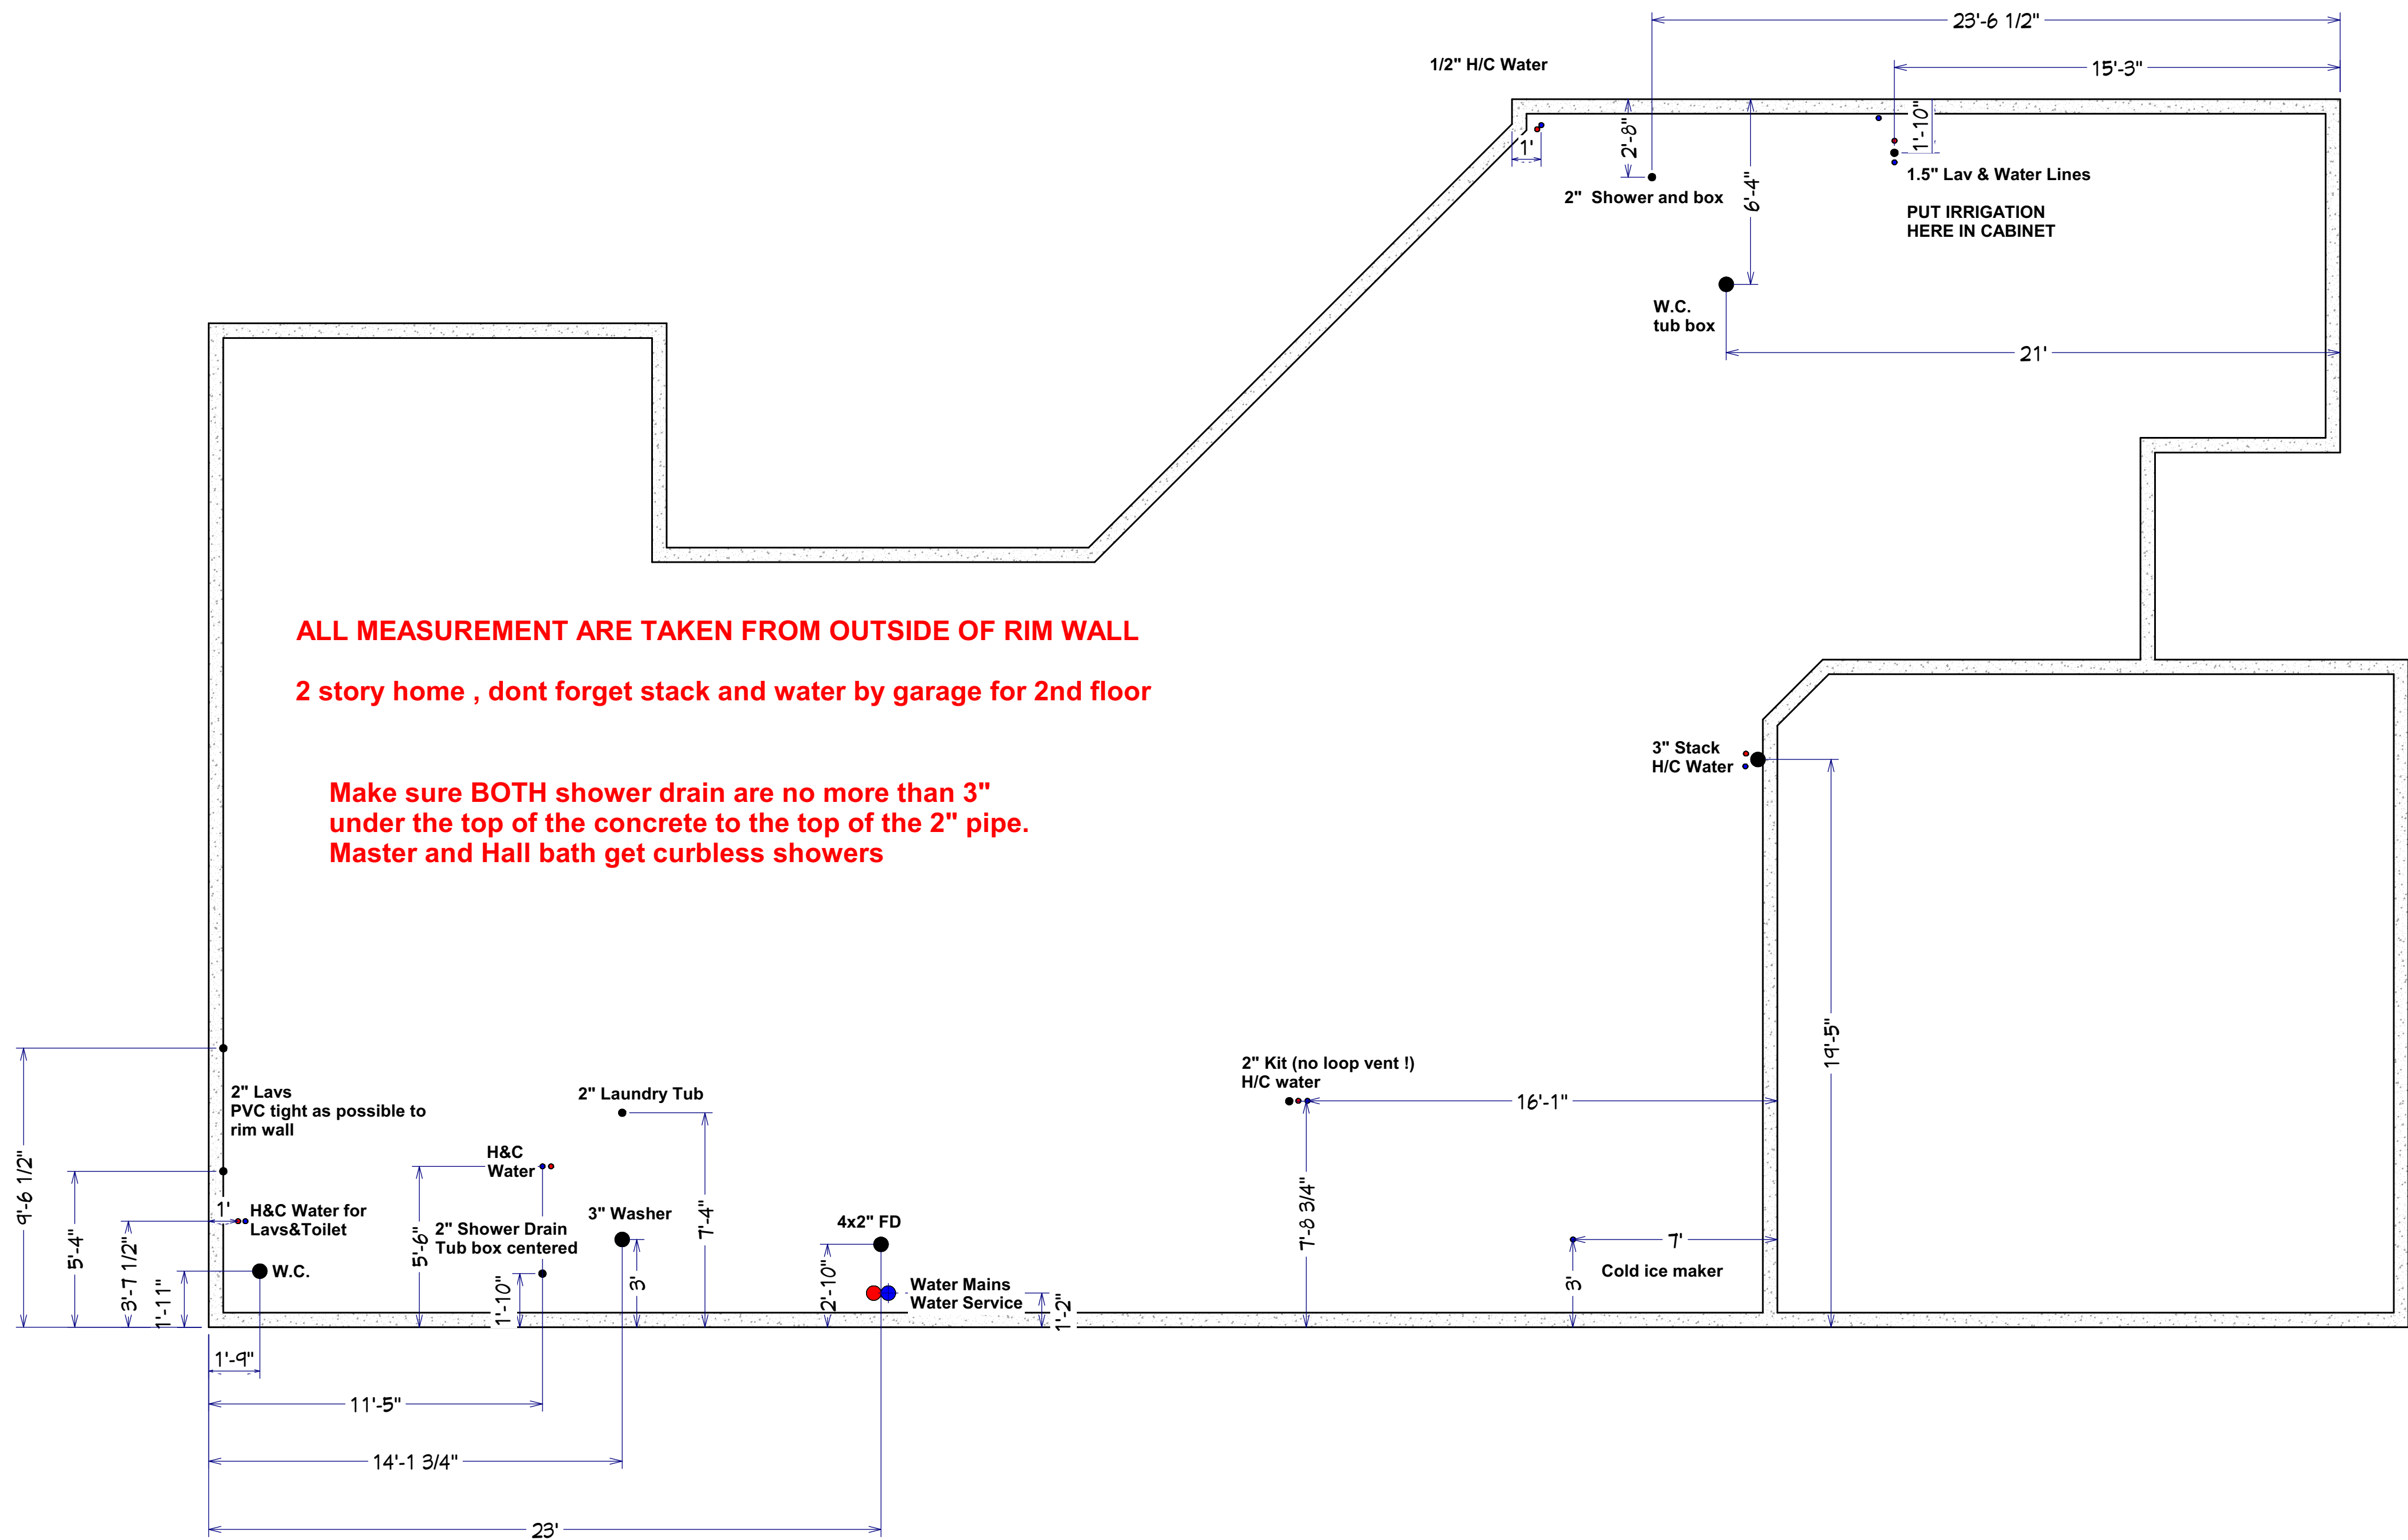 23'-6 1/2"
15'-3"
1/2" H/C Water
1'-10"
2'-8"
1'
6'-4"
1.5" Lav & Water Lines
2" Shower and box
PUT IRRIGATION
HERE IN CABINET
W.C.
tub box
21'
ALL MEASUREMENT ARE TAKEN FROM OUTSIDE OF RIM WALL
2 story home , dont forget stack and water by garage for 2nd floor
3" Stack
H/C Water
Make sure BOTH shower drain are no more than 3"
under the top of the concrete to the top of the 2" pipe.
Master and Hall bath get curbless showers
19'-5"
2" Kit (no loop vent !)
H/C water
16'-1"
2" Lavs
PVC tight as possible to
rim wall
2" Laundry Tub
H&C
Water
9'-6 1/2"
5'-4"
3'-7 1/2"
1'-11"
1'
H&C Water for
Lavs&Toilet
W.C.
5'-6"
2" Shower Drain
Tub box centered
1'-10"
3" Washer
3'
7'-4"
4x2" FD
2'-10"
Water Mains
Water Service
1'-2"
7'-8 3/4"
7'
3'
Cold ice maker
1'-9"
11'-5"
14'-1 3/4"
23'